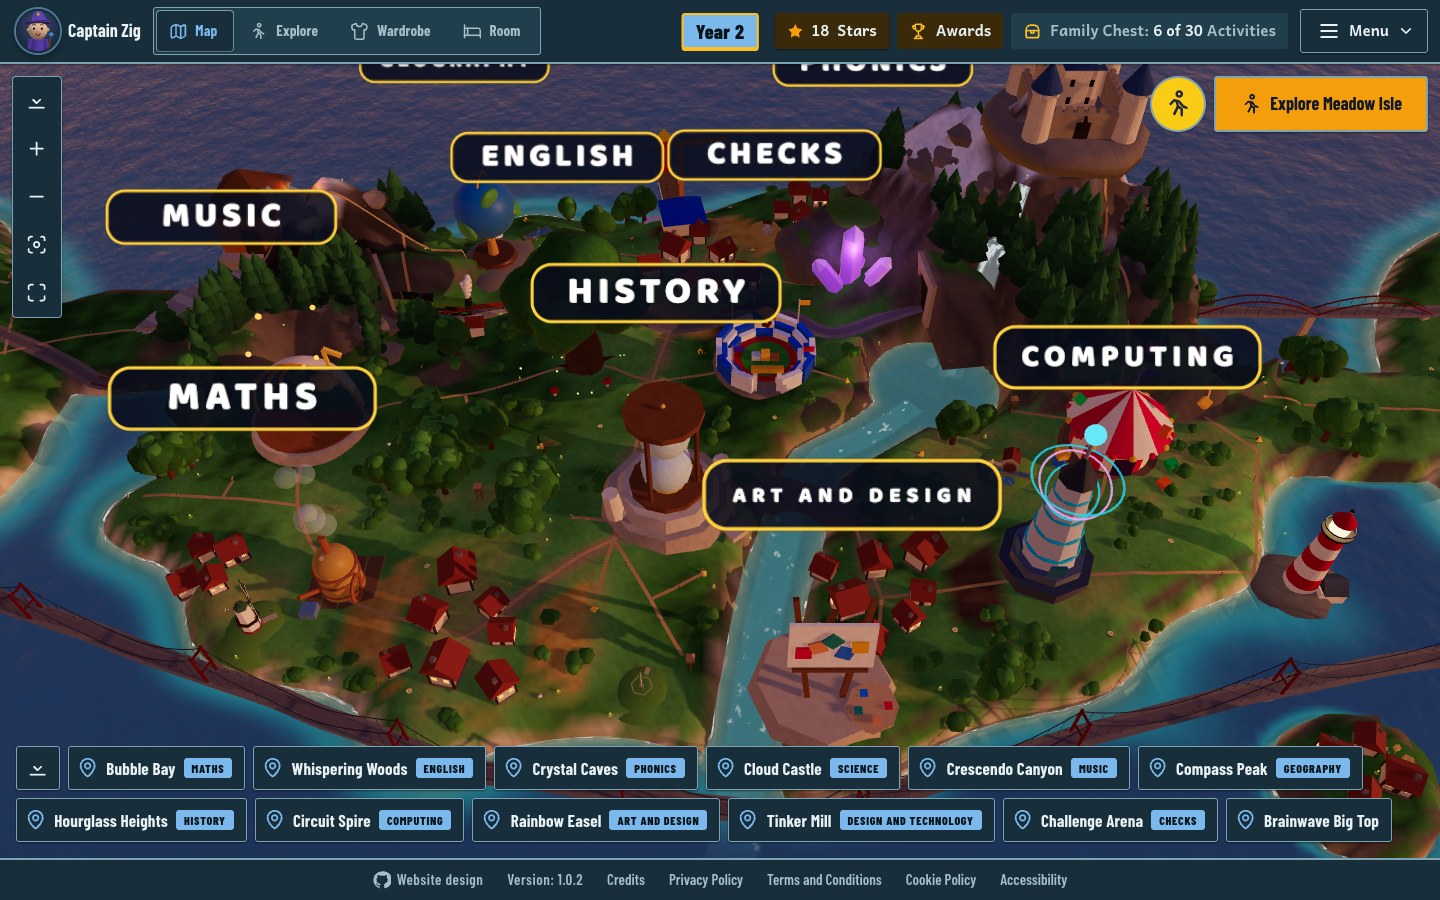 Captain Zig
Map
Explore
Wardrobe
Room
Year 2
18 Stars
Awards
Family Chest: 6 of 30 Activities
Menu
GEOGRAPHY
PHONICS
Explore Meadow Isle
ENGLISH
CHECKS
MUSIC
HISTORY
COMPUTING
MATHS
ART AND DESIGN
Bubble Bay MATHS
Whispering Woods ENGLISH
Crystal Caves PHONICS
Cloud Castle SCIENCE
Crescendo Canyon MUSIC
Compass Peak GEOGRAPHY
Hourglass Heights HISTORY
Circuit Spire COMPUTING
Rainbow Easel ART AND DESIGN
Tinker Mill DESIGN AND TECHNOLOGY
Challenge Arena CHECKS
Brainwave Big Top
Website design
Version: 1.0.2
Credits
Privacy Policy
Terms and Conditions
Cookie Policy
Accessibility